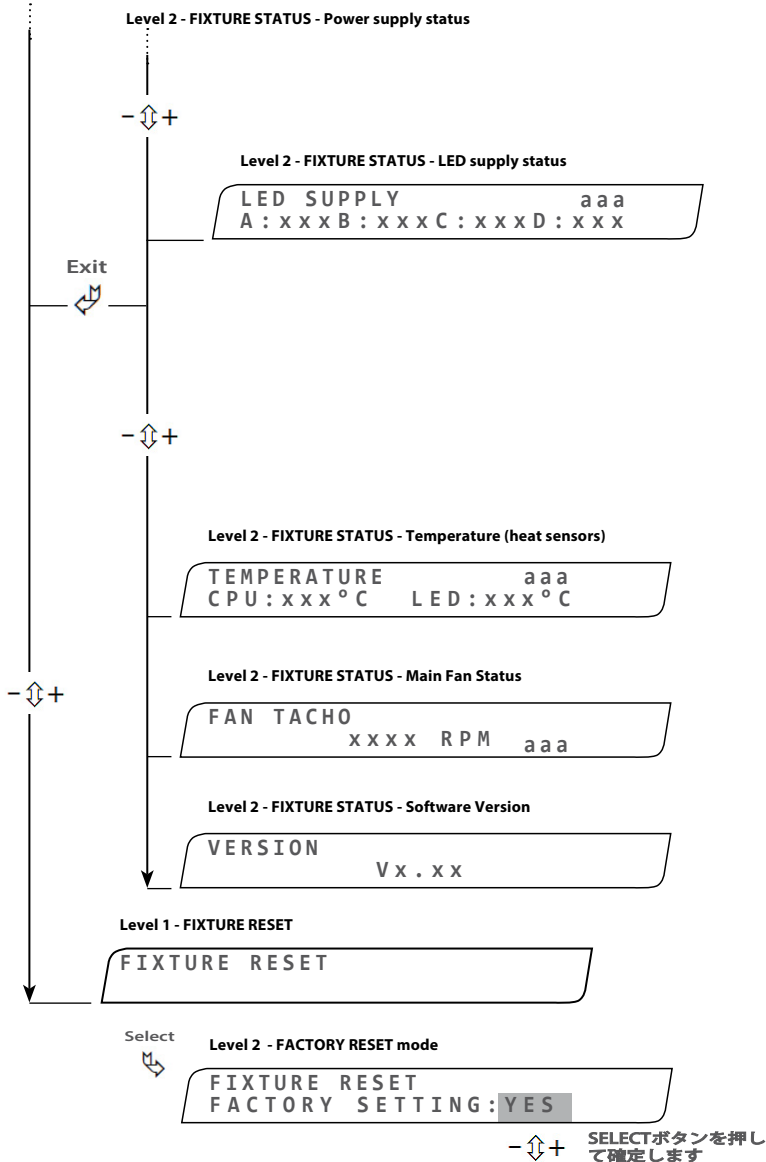 Level 2 - FIXTURE STATUS - Power supply status
- +
Level 2 - FIXTURE STATUS - LED supply status
LED SUPPLY aaa
A:xxxB:xxxC:xxxD:xxx
Exit
- +
Level 2 - FIXTURE STATUS - Temperature (heat sensors)
TEMPERATURE aaa
CPU:xxx°C LED:xxx°C
Level 2 - FIXTURE STATUS - Main Fan Status
- +
FAN TACHO
xxxx RPM aaa
Level 2 - FIXTURE STATUS - Software Version
VERSION
Vx.xx
Level 1 - FIXTURE RESET
FIXTURE RESET
Select
Level 2 - FACTORY RESET mode
FIXTURE RESET
FACTORY SETTING:YES
- +
SELECTボタンを押し
て確定します